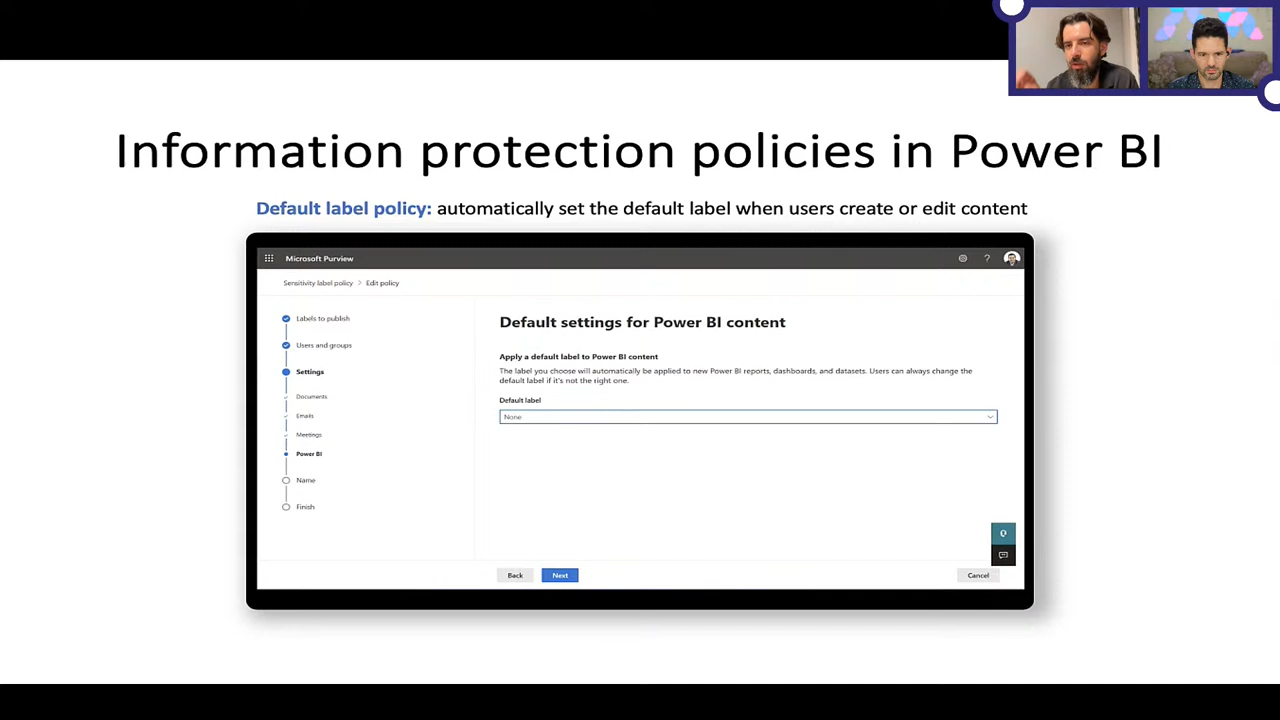 Information protection policies in Power BI
Default label policy: automatically set the default label when users create or edit content
Microsoft Purview
?
Sensitivity label policy > Edit policy
Labels to publish
Users and groups
Settings
Documents
Emails
Meetings
Power BI
Name
Finish
Default settings for Power BI content
Apply a default label to Power BI content
The label you choose will automatically be applied to new Power BI reports, dashboards, and datasets. Users can always change the
default label if it's not the right one.
Default label
None
Back
Next
Cancel